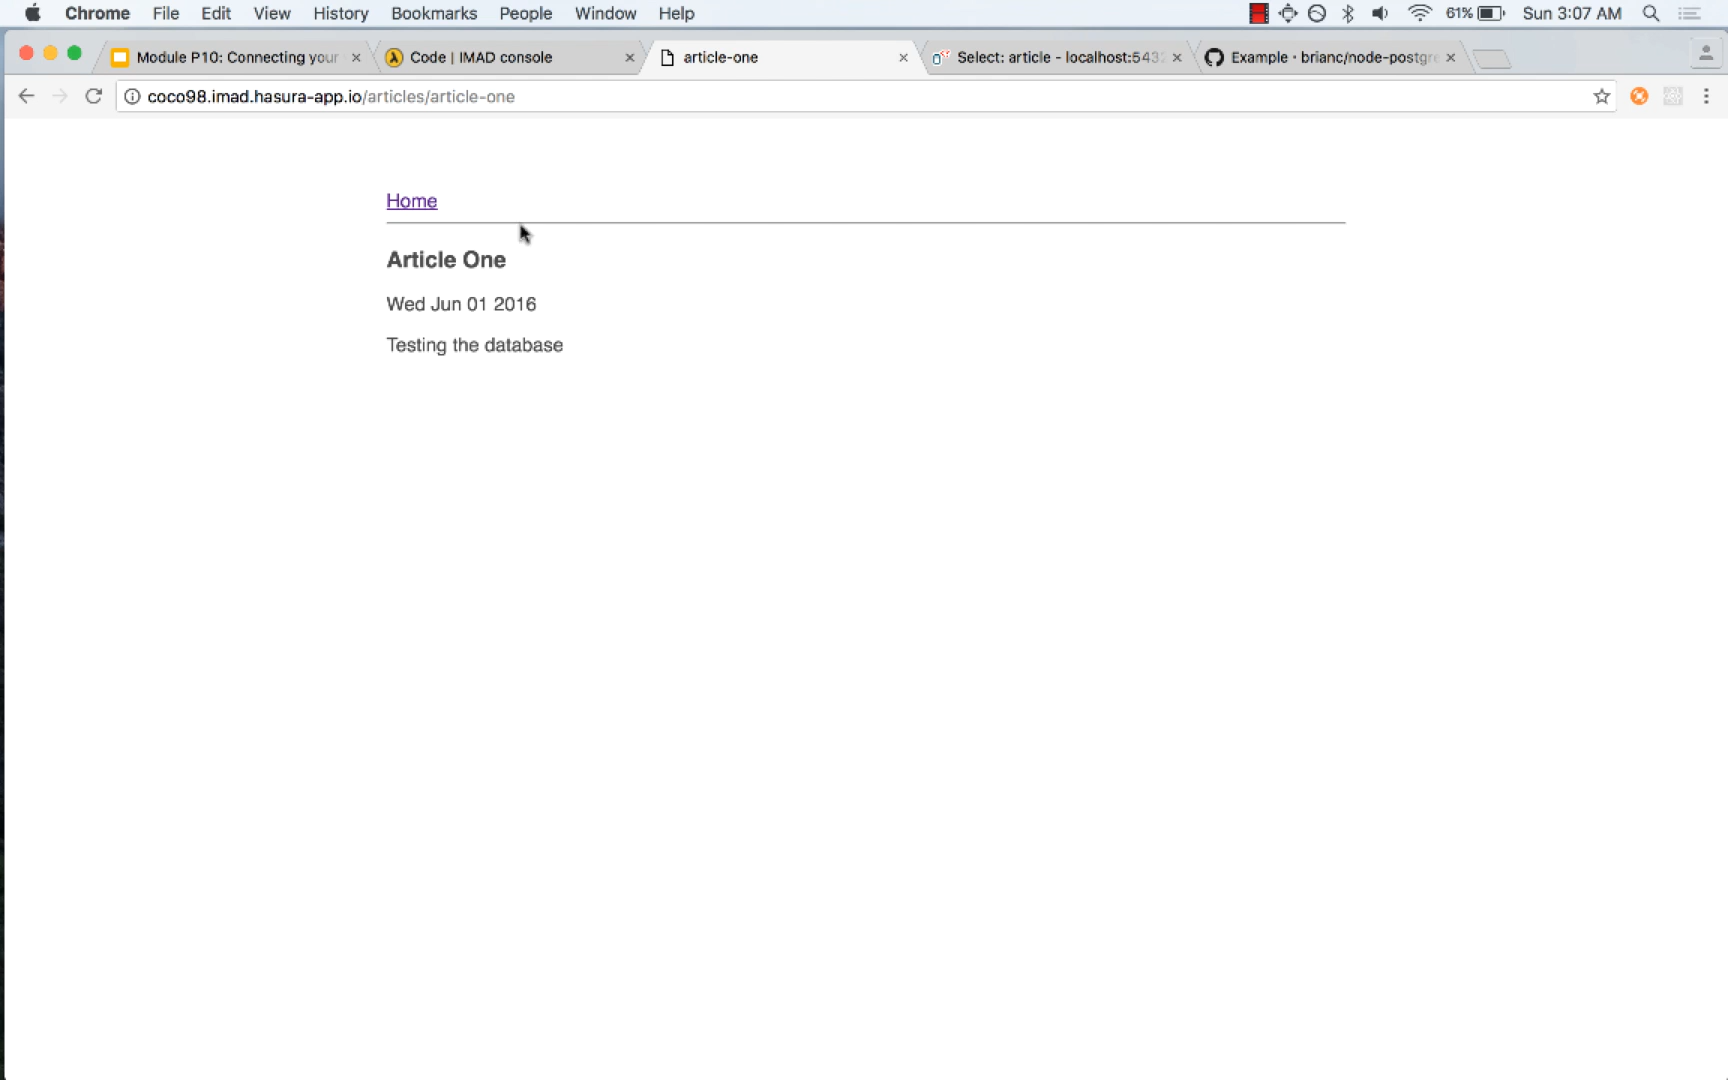 Chrome File Edit View History Bookmarks People Window Help 61% Sun 3:07 AM
Module P10: Connecting your Code | IMAD console article-one Select: article - localhost:543 Example · brianc/node-postgre
coco98.imad.hasura-app.io/articles/article-one
Home
Article One
Wed Jun 01 2016
Testing the database